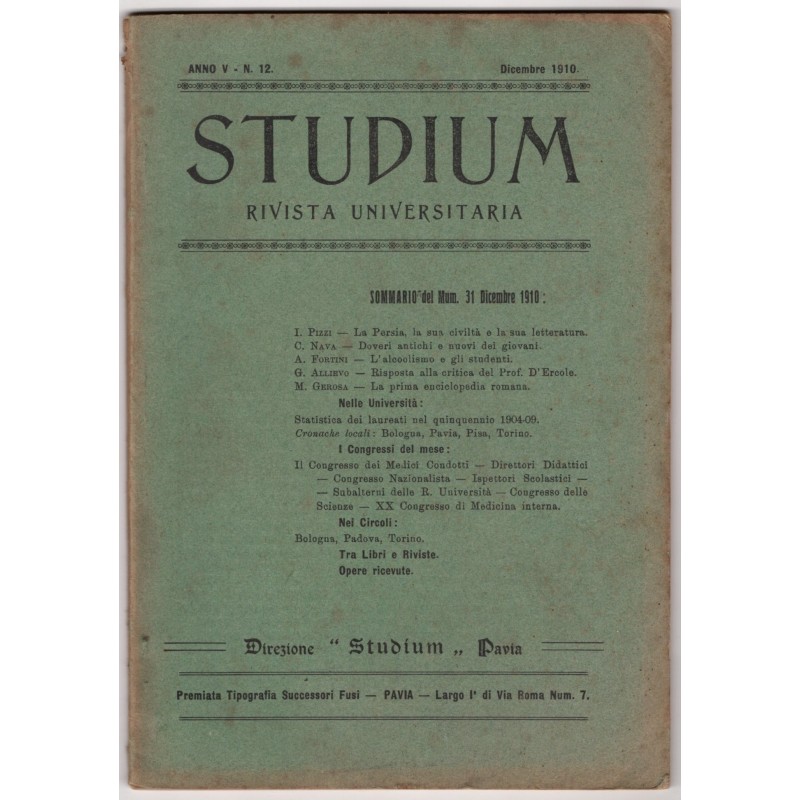 ANNO V - N. 12. Dicembre 1910.
STUDIUM
RIVISTA UNIVERSITARIA
SOMMARIO del Mum. 31 Dicembre 1910 :
I. PIZZI — La Persia, la sua civiltà e la sua letteratura.
C. NAVA — Doveri antichi e nuovi dei giovani.
A. FORTINI — L'alcoolismo e gli studenti.
G. ALLIEVO — Risposta alla critica del Prof. D'Ercole.
M. GEROSA — La prima enciclopedia romana.
Nelle Università :
Statistica dei laureati nel quinquennio 1904-09.
Cronache locali : Bologna, Pavia, Pisa, Torino.
I Congressi del mese :
Il Congresso dei Medici Condotti — Direttori Didattici
— Congresso Nazionalista — Ispettori Scolastici —
— Subalterni delle R. Università — Congresso delle
Scienze — XX Congresso di Medicina interna.
Nei Circoli :
Bologna, Padova, Torino.
Tra Libri e Riviste.
Opere ricevute.
Direzione " Studium „ Pavia
Premiata Tipografia Successori Fusi — PAVIA — Largo Iº di Via Roma Num. 7.